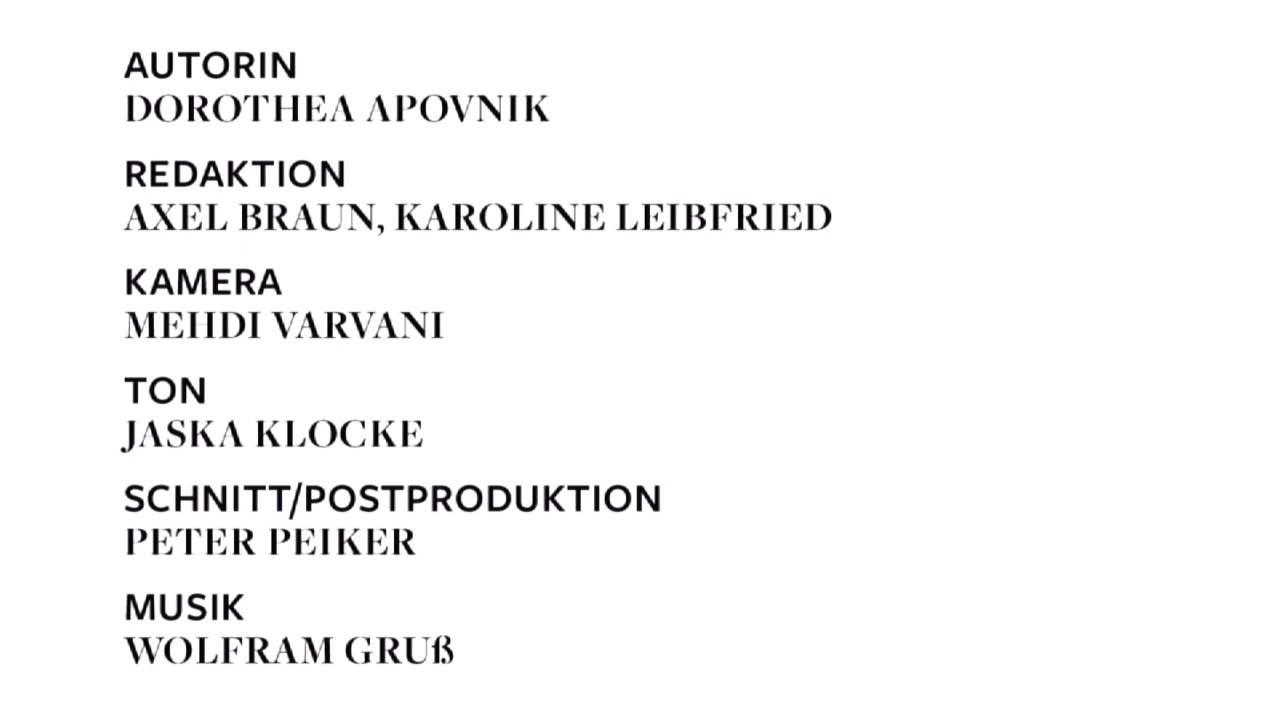 AUTORIN
DOROTHEA APOVNIK
REDAKTION
AXEL BRAUN, KAROLINE LEIBFRIED
KAMERA
MEHDI VARVANI
TON
JASKA KLOCKE
SCHNITT/POSTPRODUKTION
PETER PEIKER
MUSIK
WOLFRAM GRUß